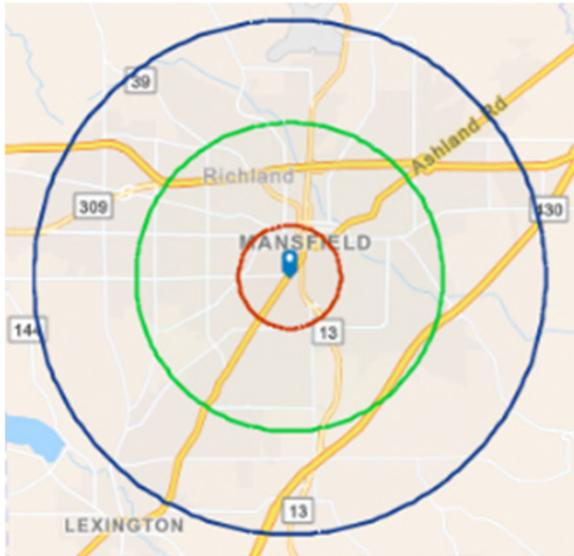 39
Ashland Rd
Richland
309
430
MANSFIELD
144
13
13
LEXINGTON